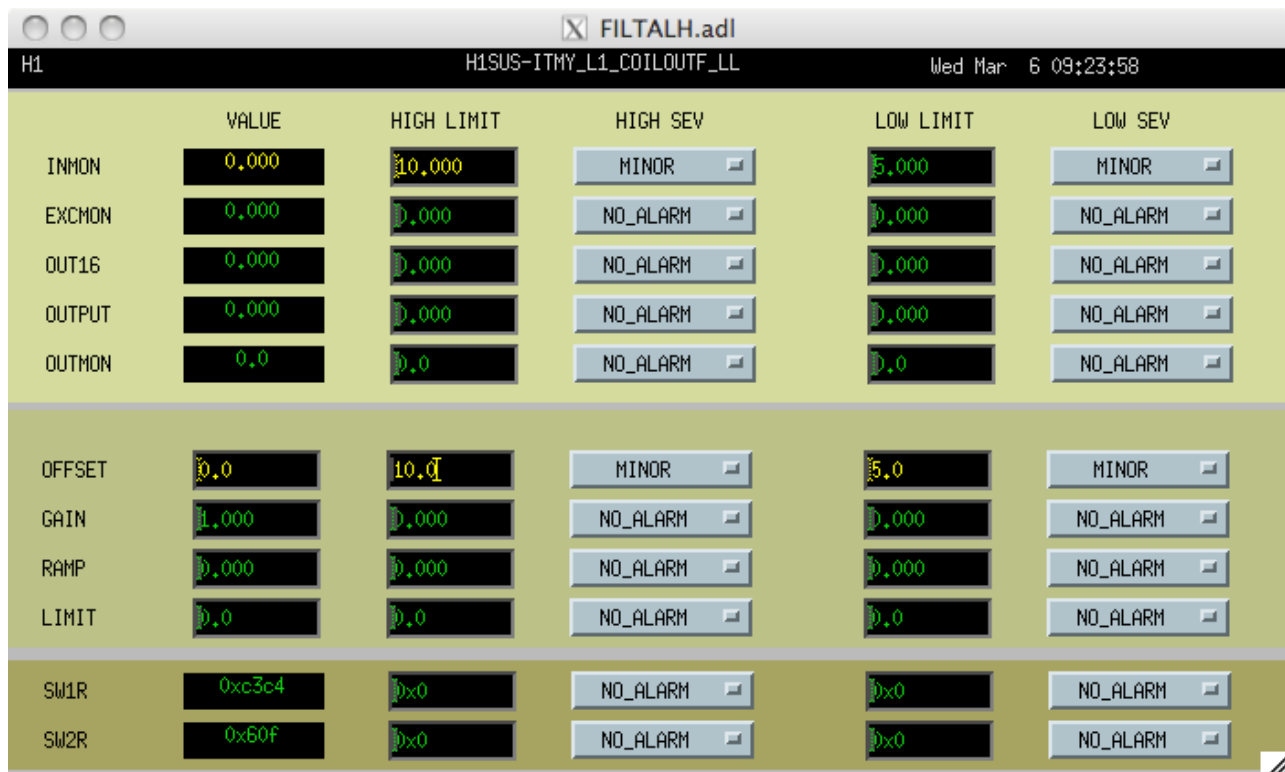 X FILTALH.adl
H1 H1SUS-ITMY_L1_COILOUTF_LL Wed Mar 6 09:23:58
VALUE HIGH LIMIT HIGH SEV LOW LIMIT LOW SEV
INMON 0.000 10.000 MINOR 5.000 MINOR
EXCMON 0.000 0.000 NO_ALARM 0.000 NO_ALARM
OUT16 0.000 0.000 NO_ALARM 0.000 NO_ALARM
OUTPUT 0.000 0.000 NO_ALARM 0.000 NO_ALARM
OUTMON 0.0 0.0 NO_ALARM 0.0 NO_ALARM
OFFSET 0.0 10.0 MINOR 5.0 MINOR
GAIN 1.000 0.000 NO_ALARM 0.000 NO_ALARM
RAMP 0.000 0.000 NO_ALARM 0.000 NO_ALARM
LIMIT 0.0 0.0 NO_ALARM 0.0 NO_ALARM
SW1R 0xc3c4 0x0 NO_ALARM 0x0 NO_ALARM
SW2R 0x60f 0x0 NO_ALARM 0x0 NO_ALARM